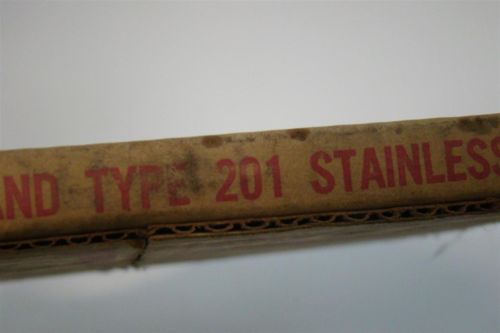 AND TYPE 201 STAINLESS